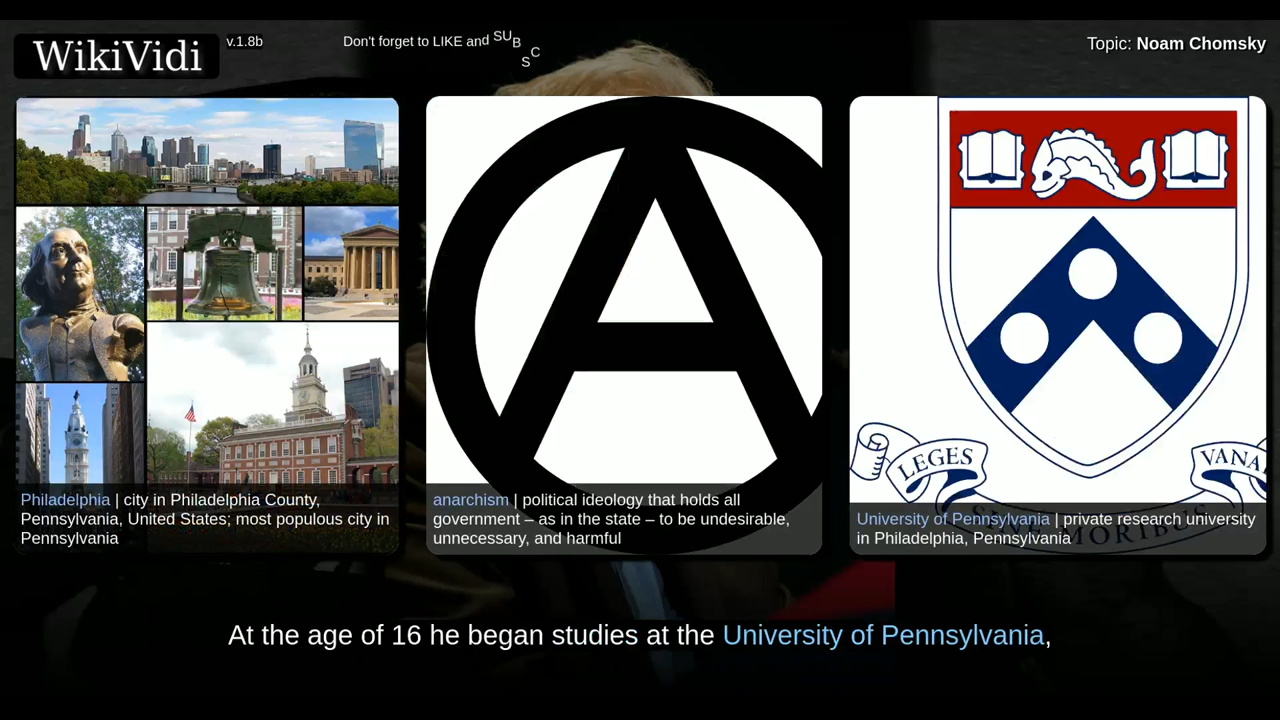 WikiVidi
v.1.8b
Don't forget to LIKE and SUBSC
Topic: Noam Chomsky
LEGES
VANA
SINE MORIBUS
Philadelphia | city in Philadelphia County,
Pennsylvania, United States; most populous city in
Pennsylvania
anarchism | political ideology that holds all
government – as in the state – to be undesirable,
unnecessary, and harmful
University of Pennsylvania | private research university
in Philadelphia, Pennsylvania
At the age of 16 he began studies at the University of Pennsylvania,